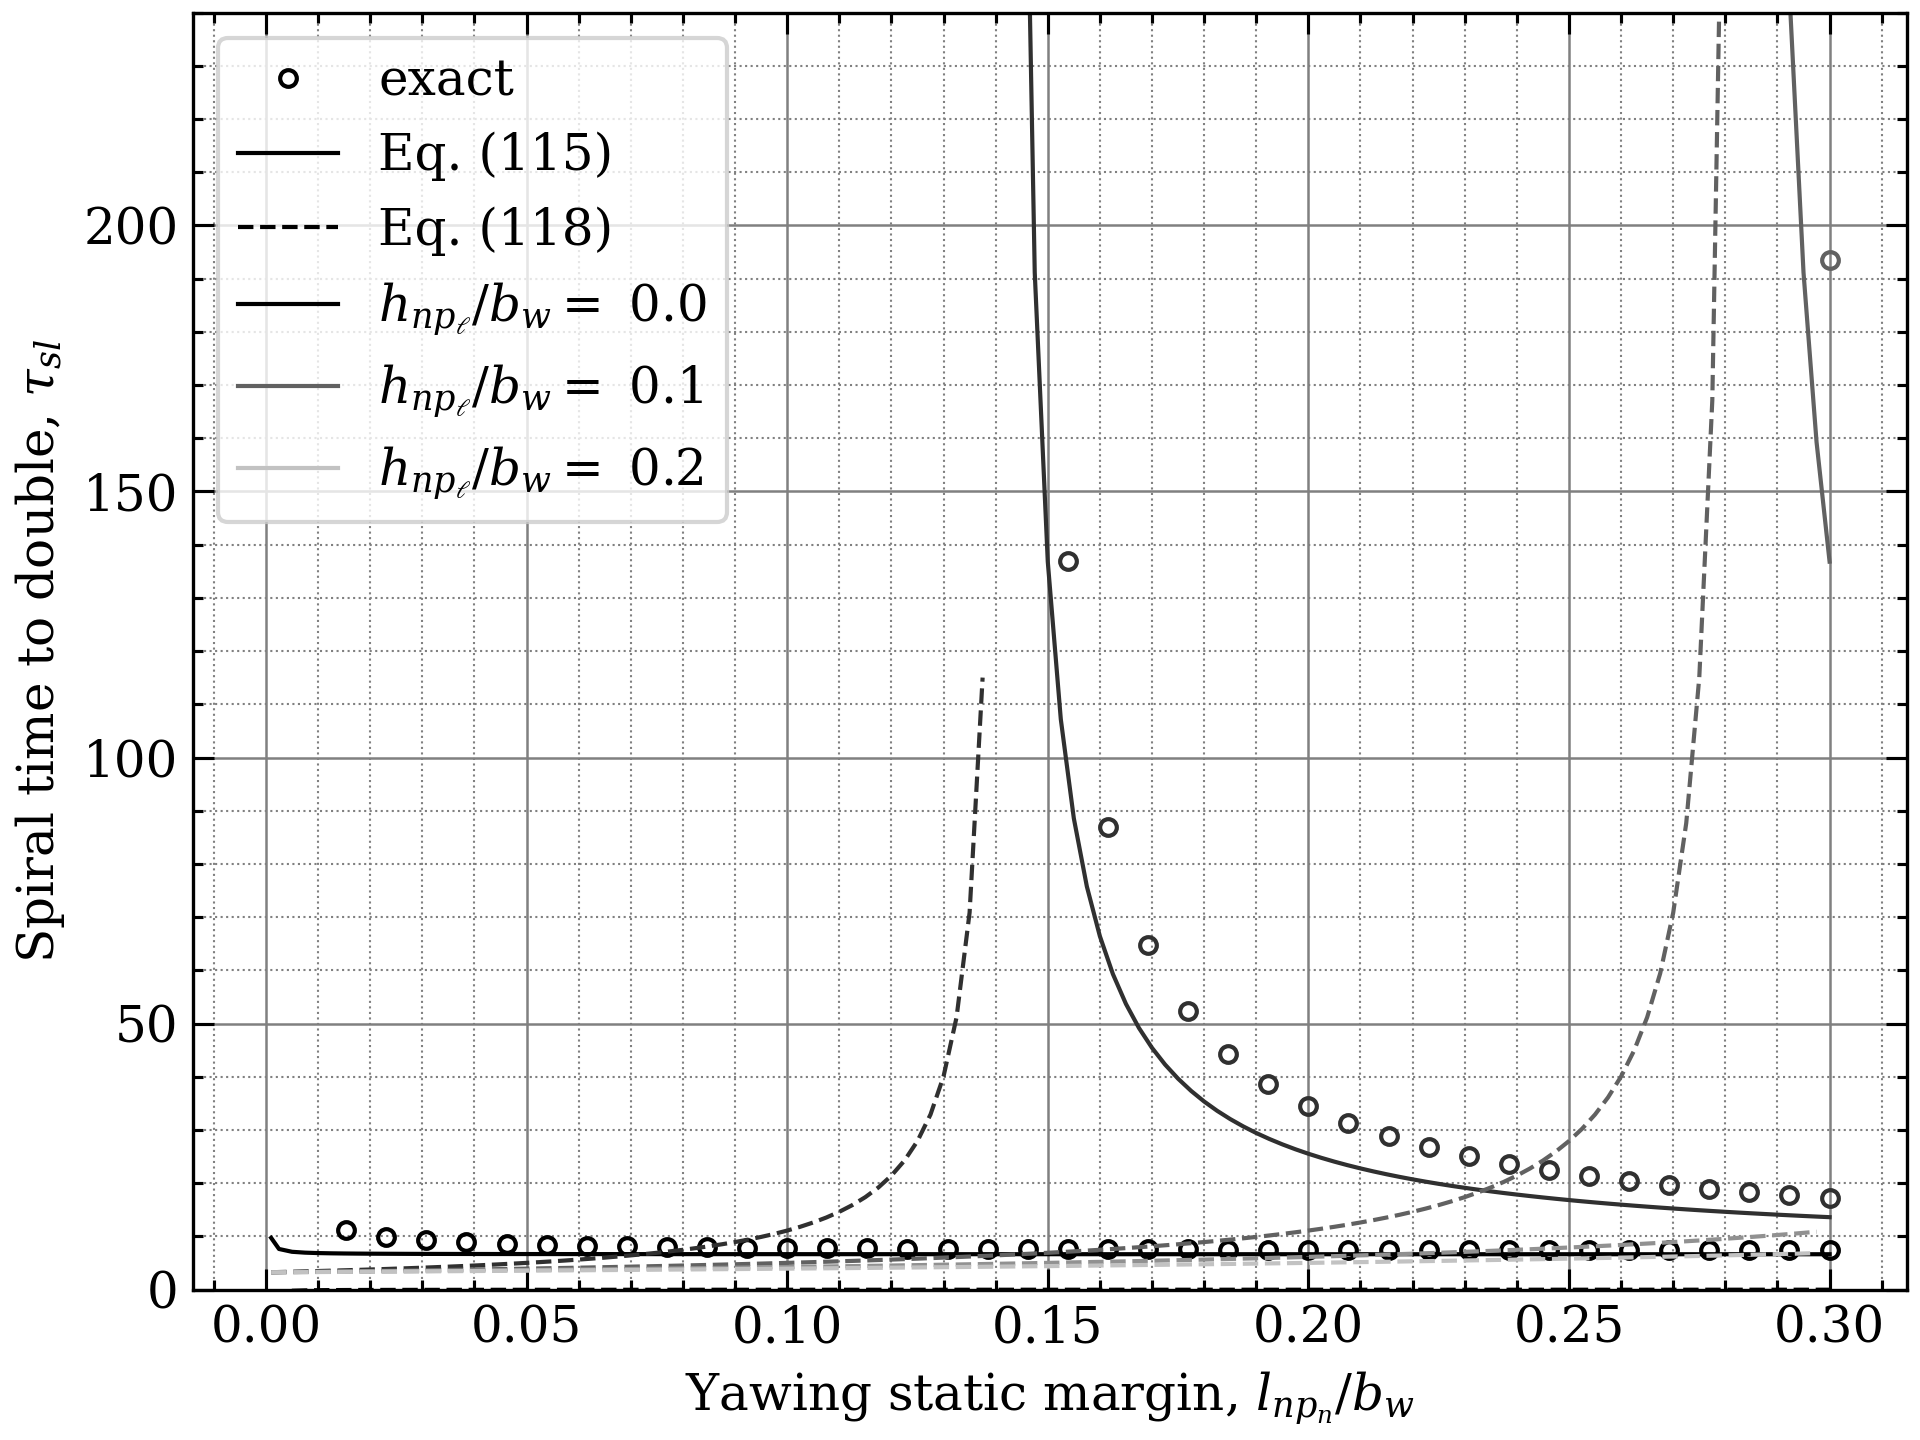 exact
Eq. (115)
Eq. (118)
h_{np_ℓ}/b_w = 0.0
h_{np_ℓ}/b_w = 0.1
h_{np_ℓ}/b_w = 0.2
Spiral time to double, τ_{sl}
200
150
100
50
0
0.00 0.05 0.10 0.15 0.20 0.25 0.30
Yawing static margin, l_{np_n}/b_w